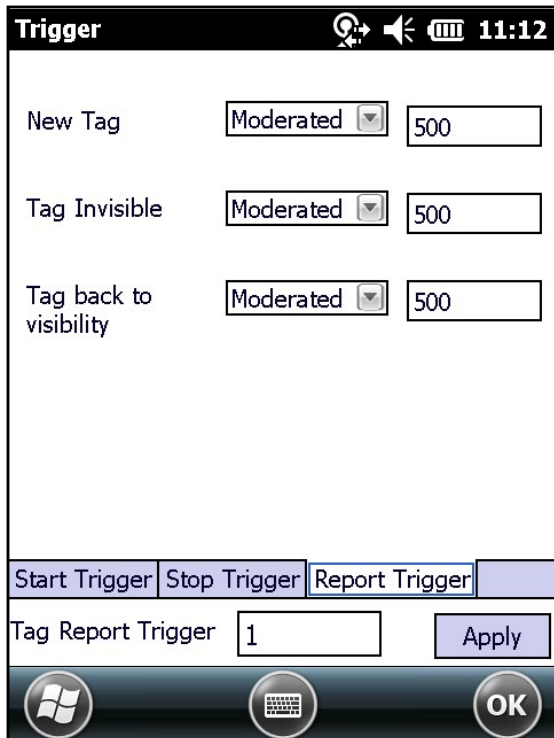 Trigger 11:12
New Tag Moderated 500
Tag Invisible Moderated 500
Tag back to Moderated 500
visibility
Start Trigger Stop Trigger Report Trigger
Tag Report Trigger 1 Apply
OK